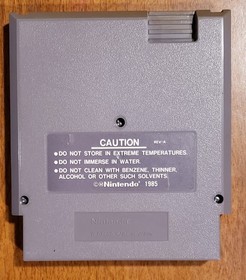 CAUTION REV-A
• DO NOT STORE IN EXTREME TEMPERATURES.
• DO NOT IMMERSE IN WATER.
• DO NOT CLEAN WITH BENZENE, THINNER,
ALCOHOL OR OTHER SUCH SOLVENTS.
Nintendo® 1985